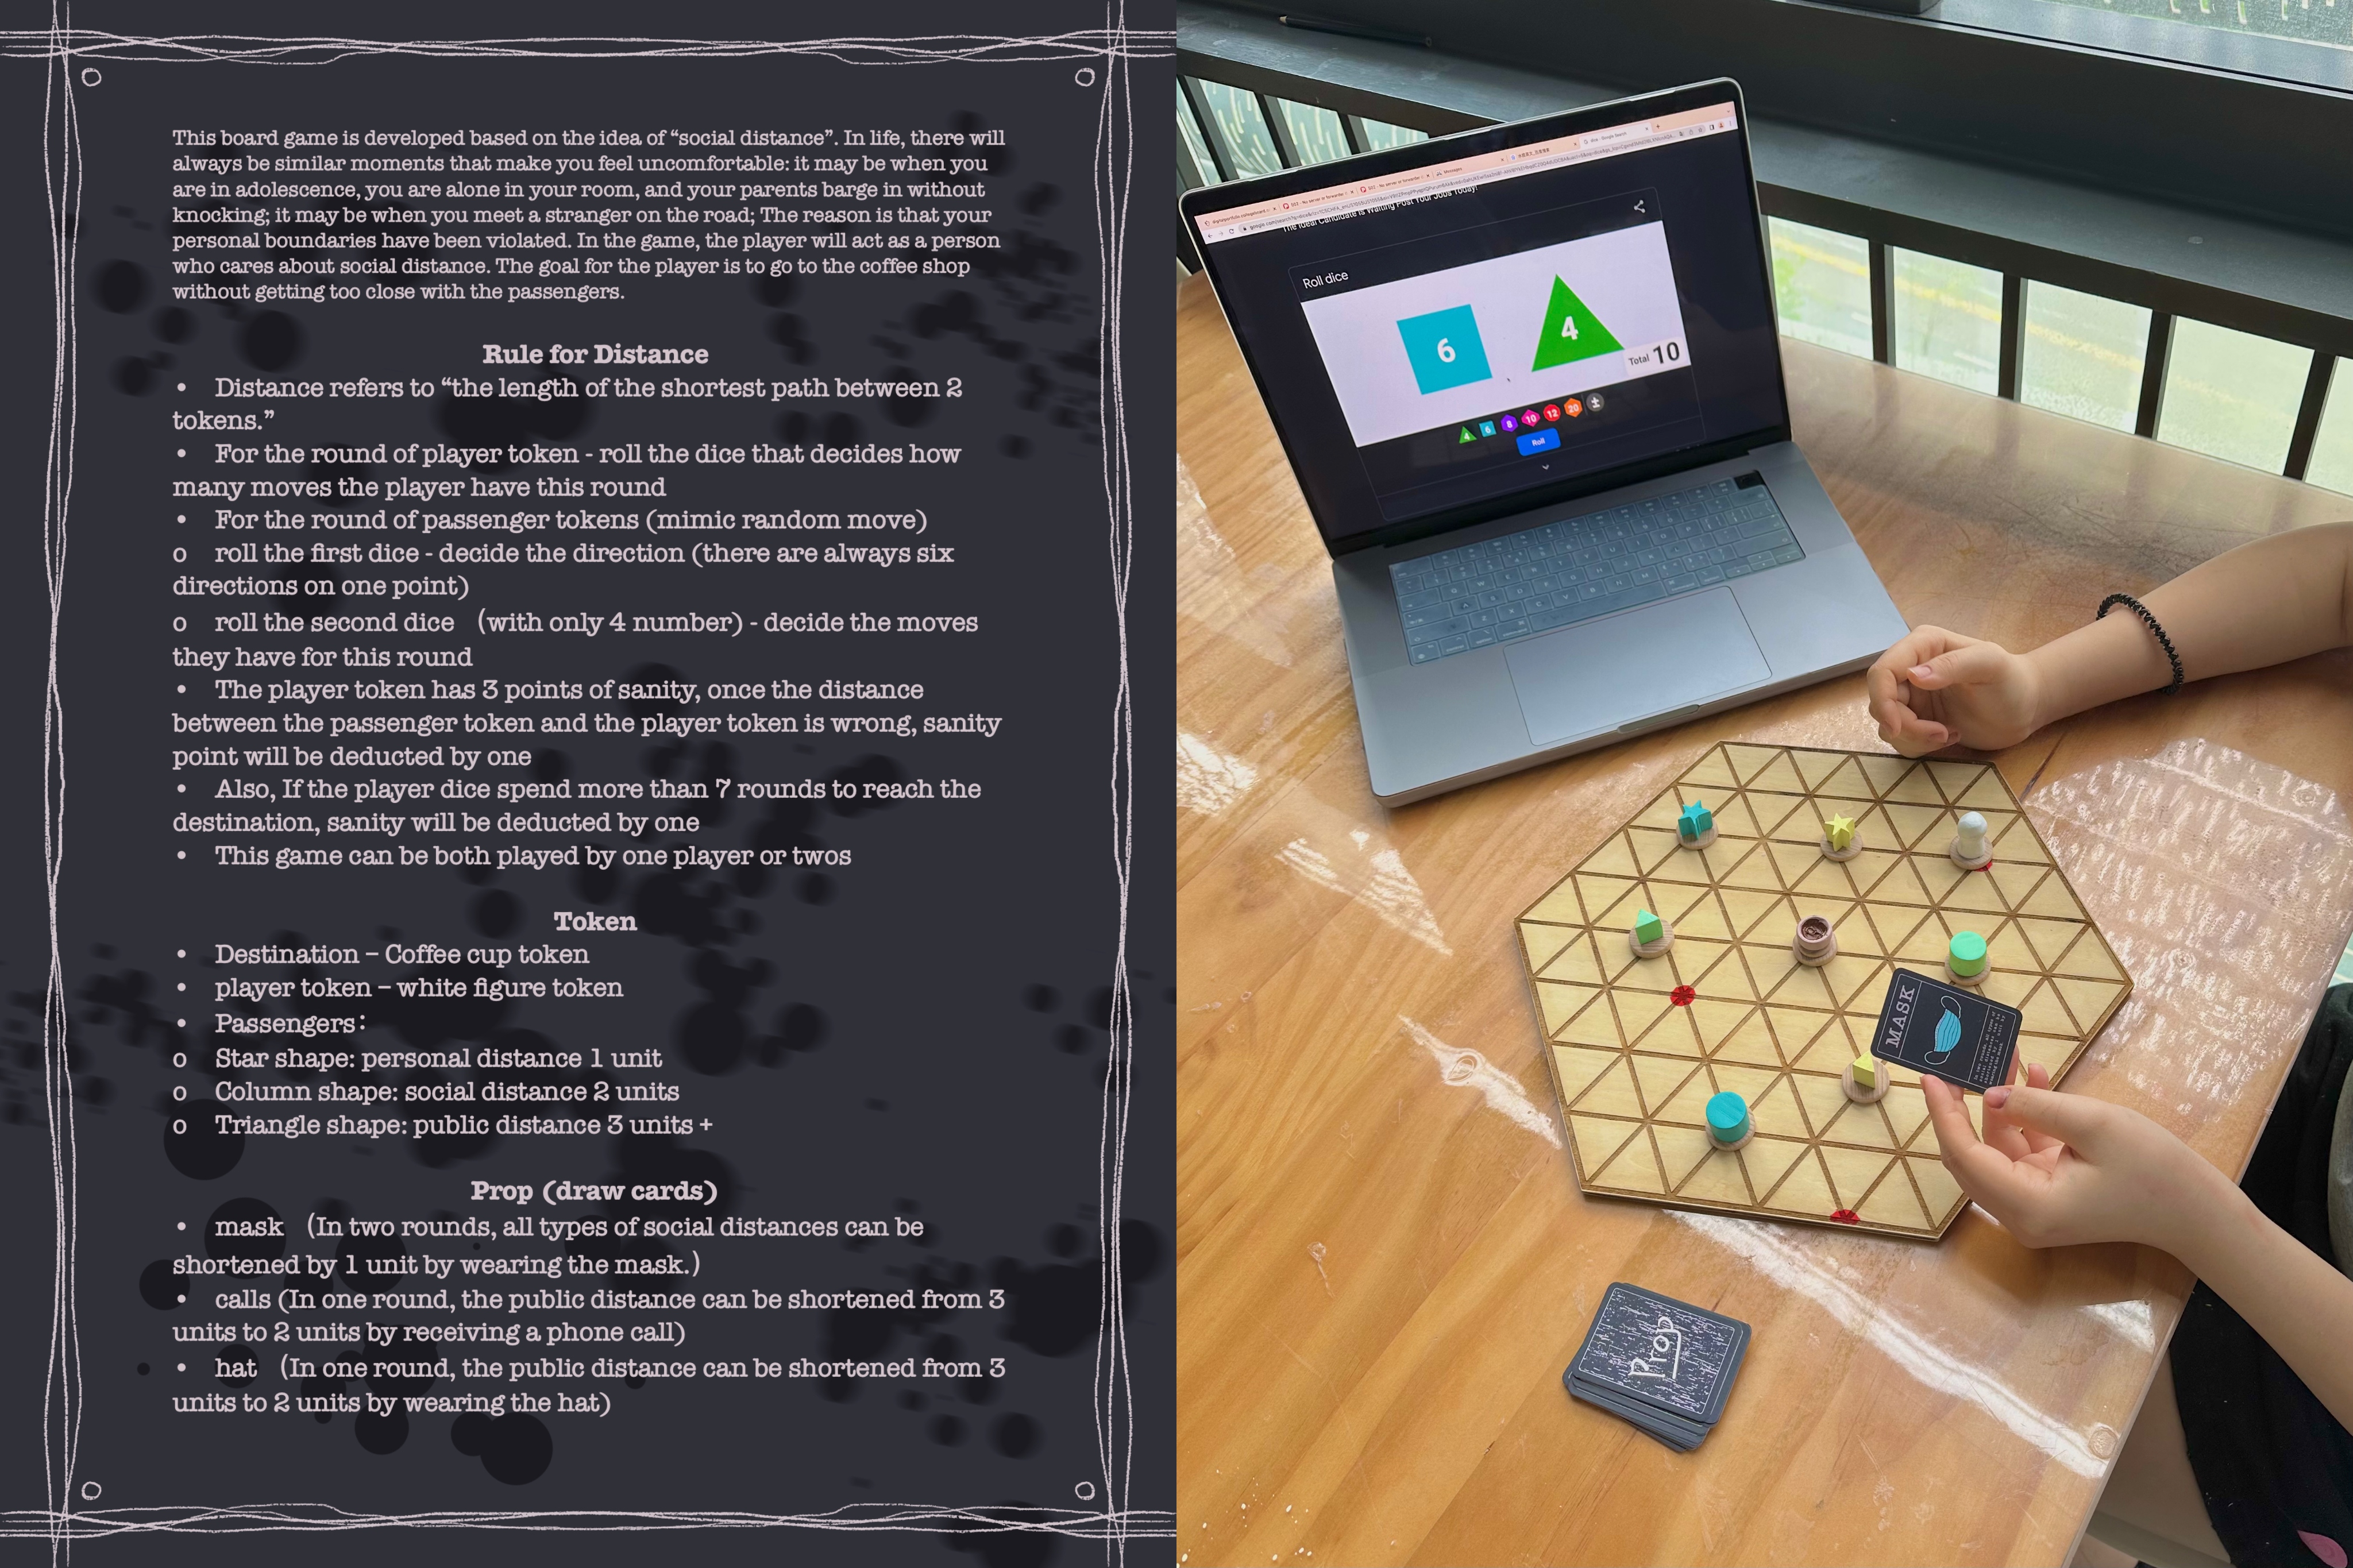 This board game is developed based on the idea of “social distance”. In life, there will
always be similar moments that make you feel uncomfortable: it may be when you
are in adolescence, you are alone in your room, and your parents barge in without
knocking; it may be when you meet a stranger on the road; The reason is that your
personal boundaries have been violated. In the game, the player will act as a person
who cares about social distance. The goal for the player is to go to the coffee shop
without getting too close with the passengers.
Rule for Distance
• Distance refers to “the length of the shortest path between 2
tokens.”
• For the round of player token - roll the dice that decides how
many moves the player have this round
• For the round of passenger tokens (mimic random move)
o roll the first dice - decide the direction (there are always six
directions on one point)
o roll the second dice (with only 4 number) - decide the moves
they have for this round
• The player token has 3 points of sanity, once the distance
between the passenger token and the player token is wrong, sanity
point will be deducted by one
• Also, If the player dice spend more than 7 rounds to reach the
destination, sanity will be deducted by one
• This game can be both played by one player or twos
Token
• Destination – Coffee cup token
• player token – white figure token
• Passengers:
o Star shape: personal distance 1 unit
o Column shape: social distance 2 units
o Triangle shape: public distance 3 units +
Prop (draw cards)
• mask (In two rounds, all types of social distances can be
shortened by 1 unit by wearing the mask.)
• calls (In one round, the public distance can be shortened from 3
units to 2 units by receiving a phone call)
• hat (In one round, the public distance can be shortened from 3
units to 2 units by wearing the hat)
The Ideal Candidate Is Waiting Post Your Jobs Today!
Roll dice
6
4
Total 10
4 6 8 10 12 20 ±
Roll
MASK
Prop